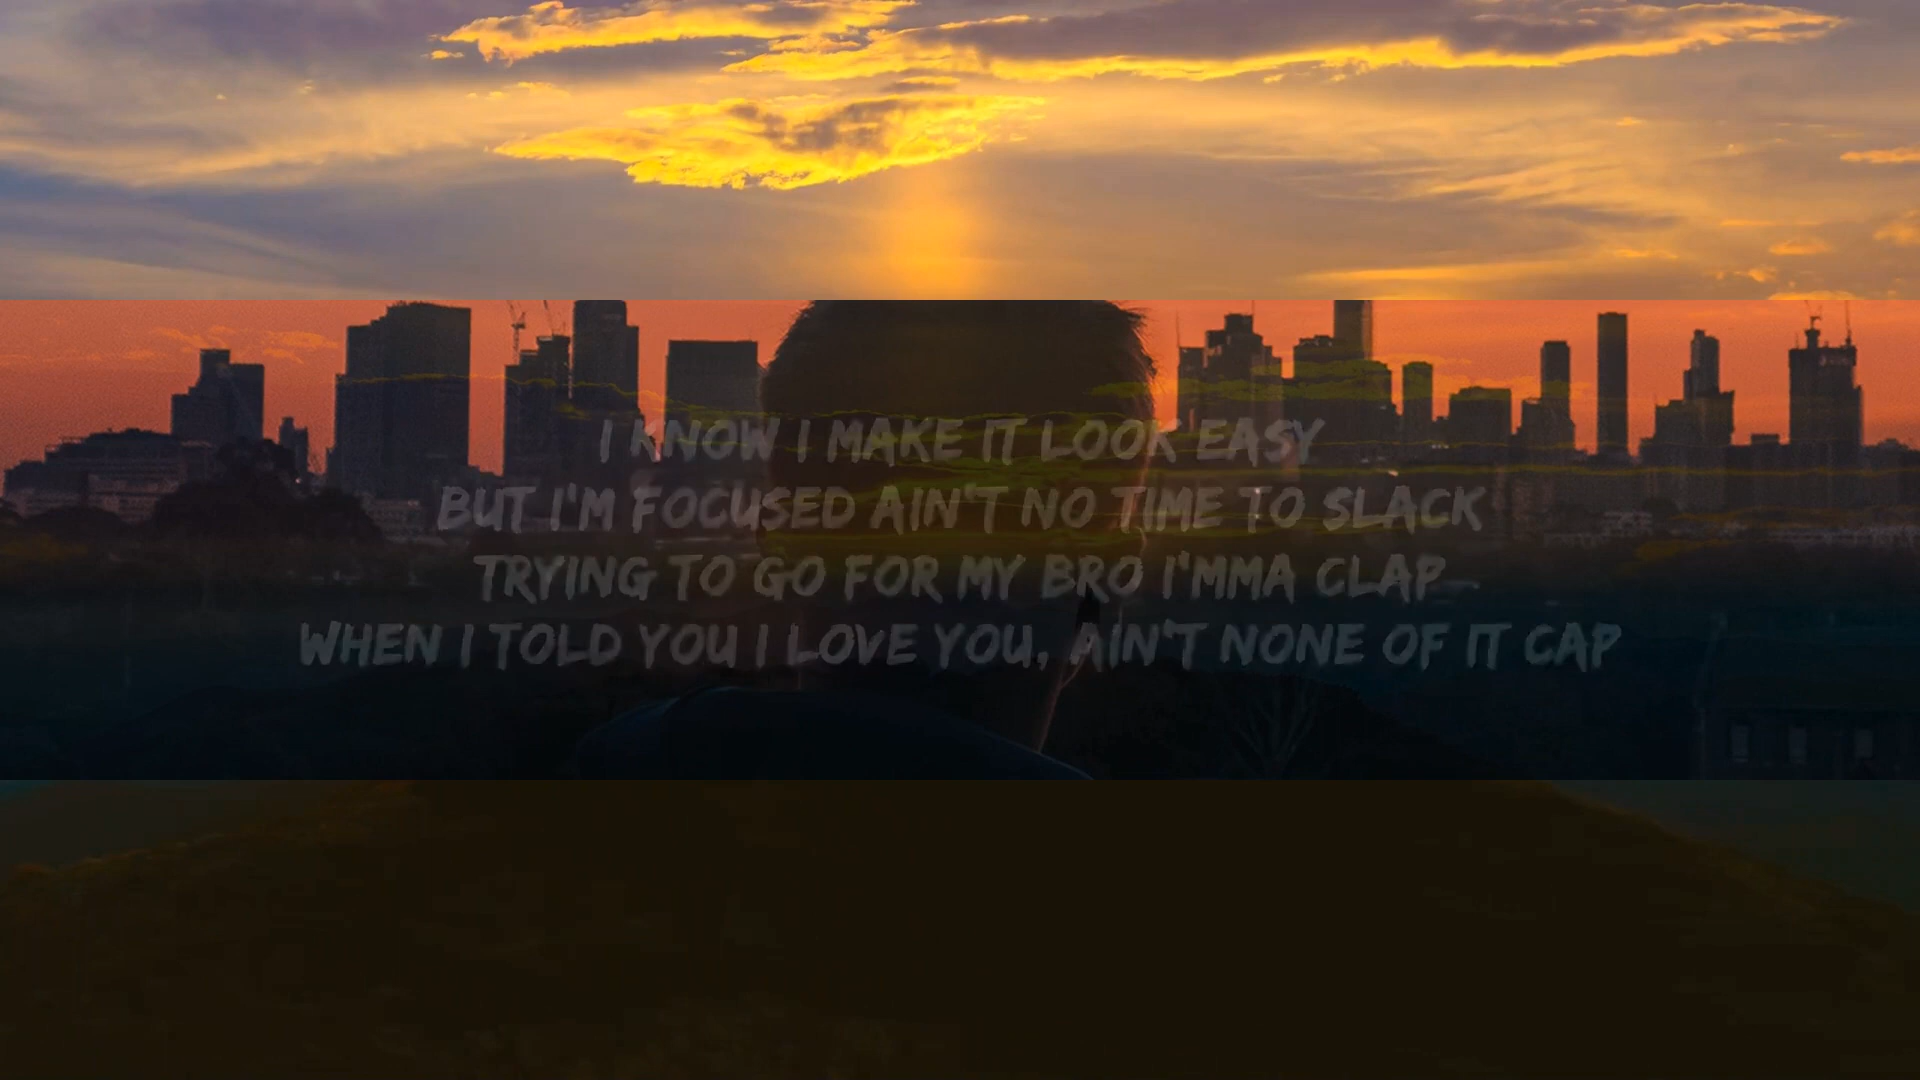 I KNOW I MAKE IT LOOK EASY
BUT I'M FOCUSED AIN'T NO TIME TO SLACK
TRYING TO GO FOR MY BRO I'MMA CLAP
WHEN I TOLD YOU I LOVE YOU, AIN'T NONE OF IT CAP